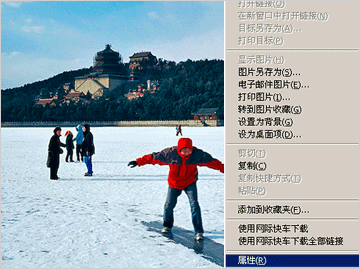 打开链接(O)
在新窗口中打开链接(N)
目标另存为(A)...
打印目标(P)
显示图片(H)
图片另存为(S)...
电子邮件图片(E)...
打印图片(I)...
转到图片收藏(G)
设置为背景(G)
设为桌面项(D)...
剪切(T)
复制(C)
复制快捷方式(T)
粘贴(P)
添加到收藏夹(F)...
使用网际快车下载
使用网际快车下载全部链接
属性(R)